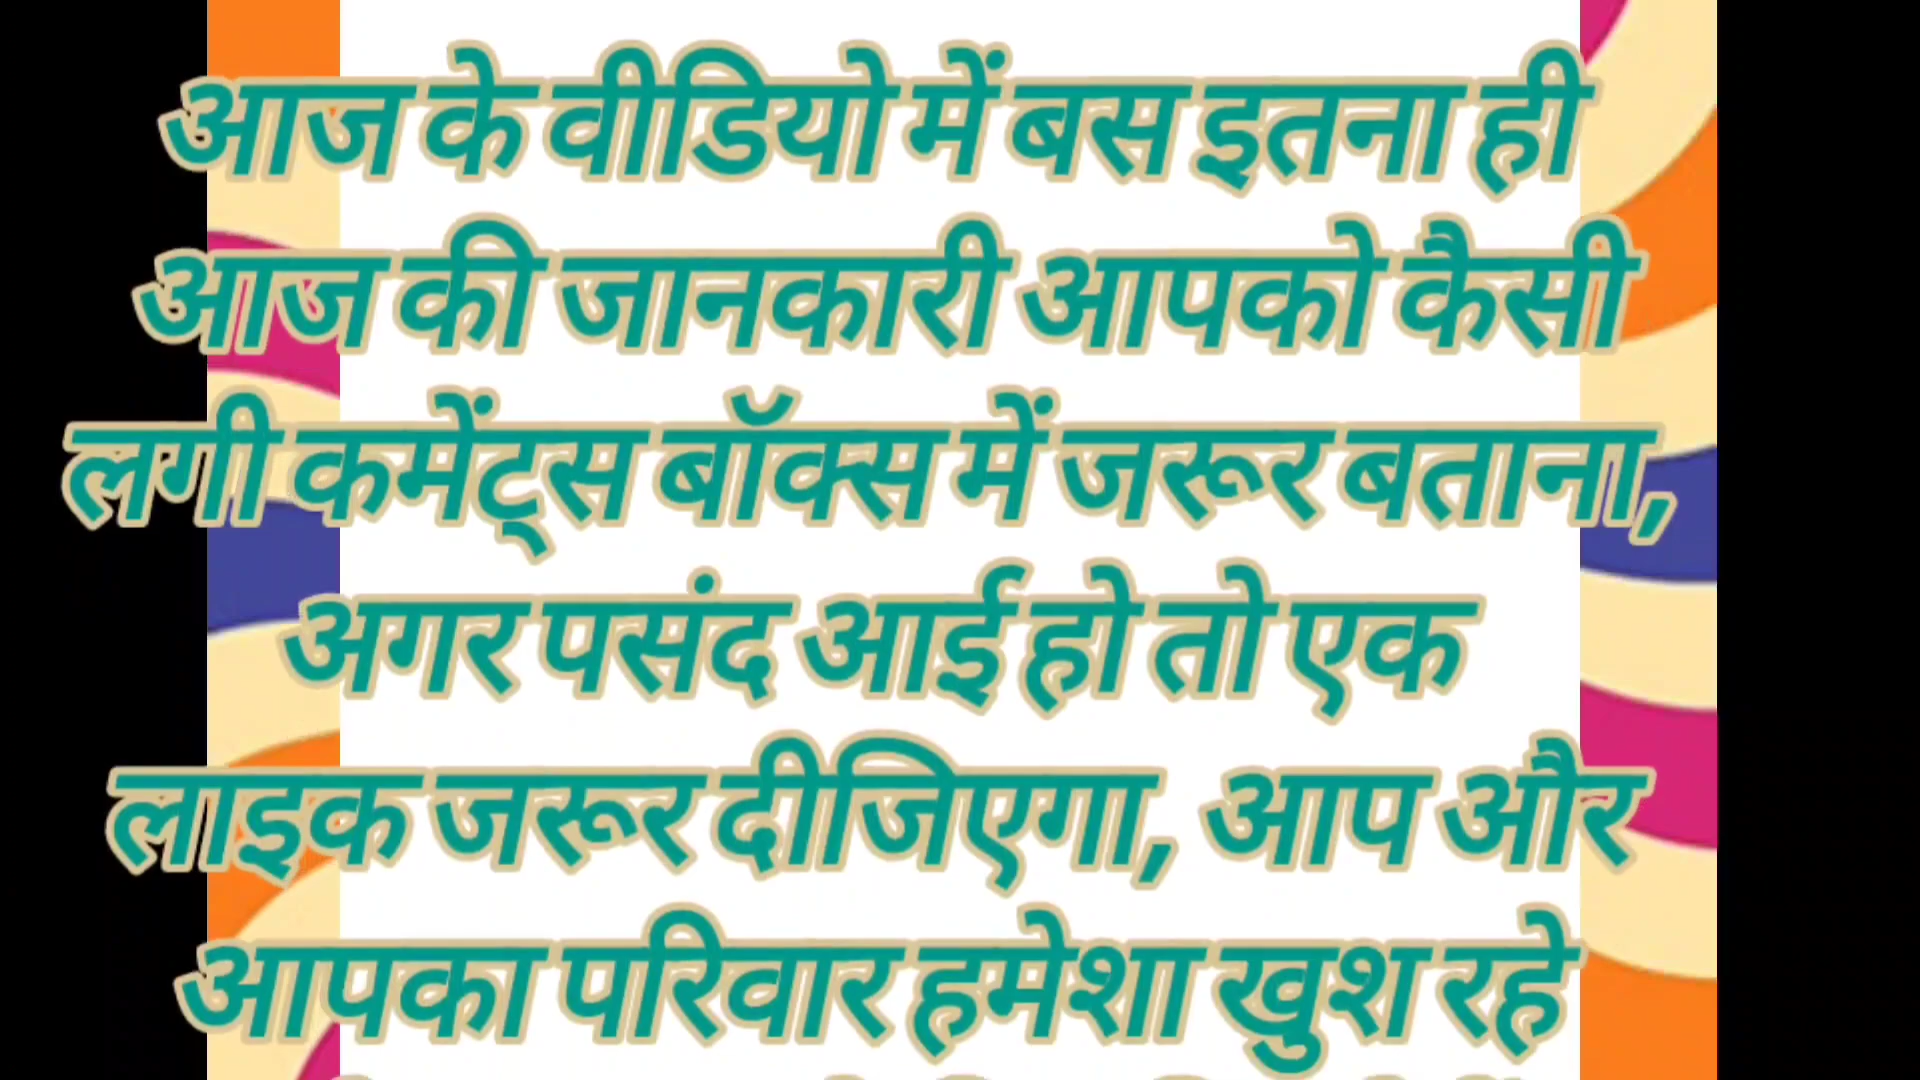 आज के वीडियो में बस इतना ही
आज की जानकारी आपको कैसी
लगी कमेंट्स बॉक्स में जरूर बताना,
अगर पसंद आई हो तो एक
लाइक जरूर दीजिएगा, आप और
आपका परिवार हमेशा खुश रहे